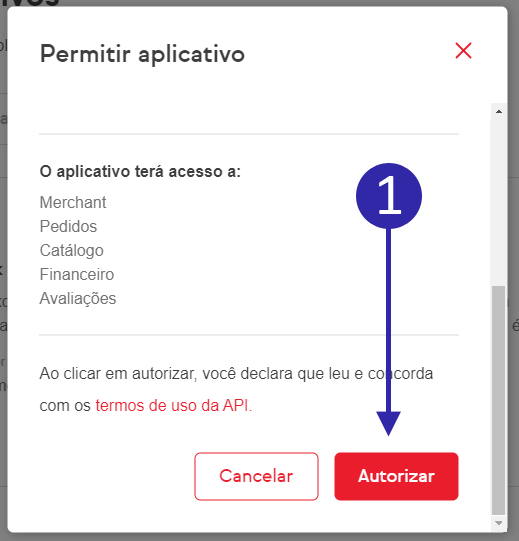 Permitir aplicativo
O aplicativo terá acesso a:
Merchant
Pedidos
Catálogo
Financeiro
Avaliações
1
Ao clicar em autorizar, você declara que leu e concorda
com os termos de uso da API.
Cancelar
Autorizar